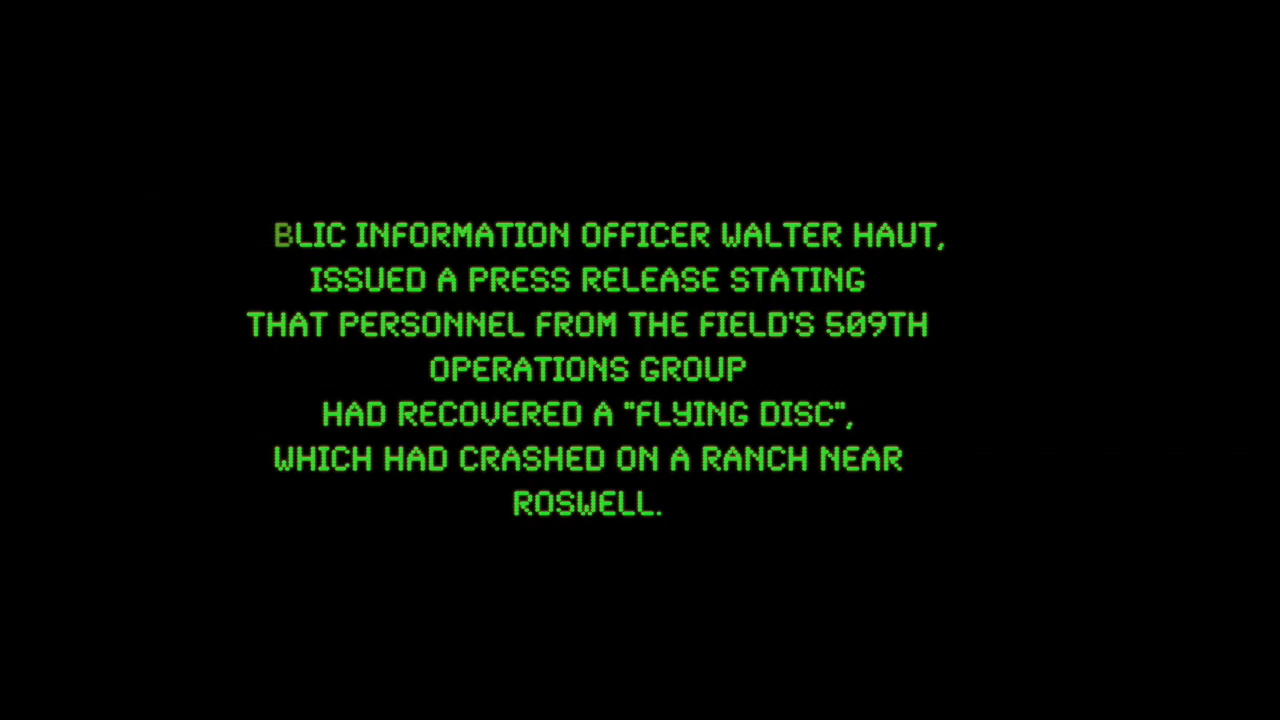 BLIC INFORMATION OFFICER WALTER HAUT,
ISSUED A PRESS RELEASE STATING
THAT PERSONNEL FROM THE FIELD'S 509TH
OPERATIONS GROUP
HAD RECOVERED A "FLYING DISC",
WHICH HAD CRASHED ON A RANCH NEAR
ROSWELL.